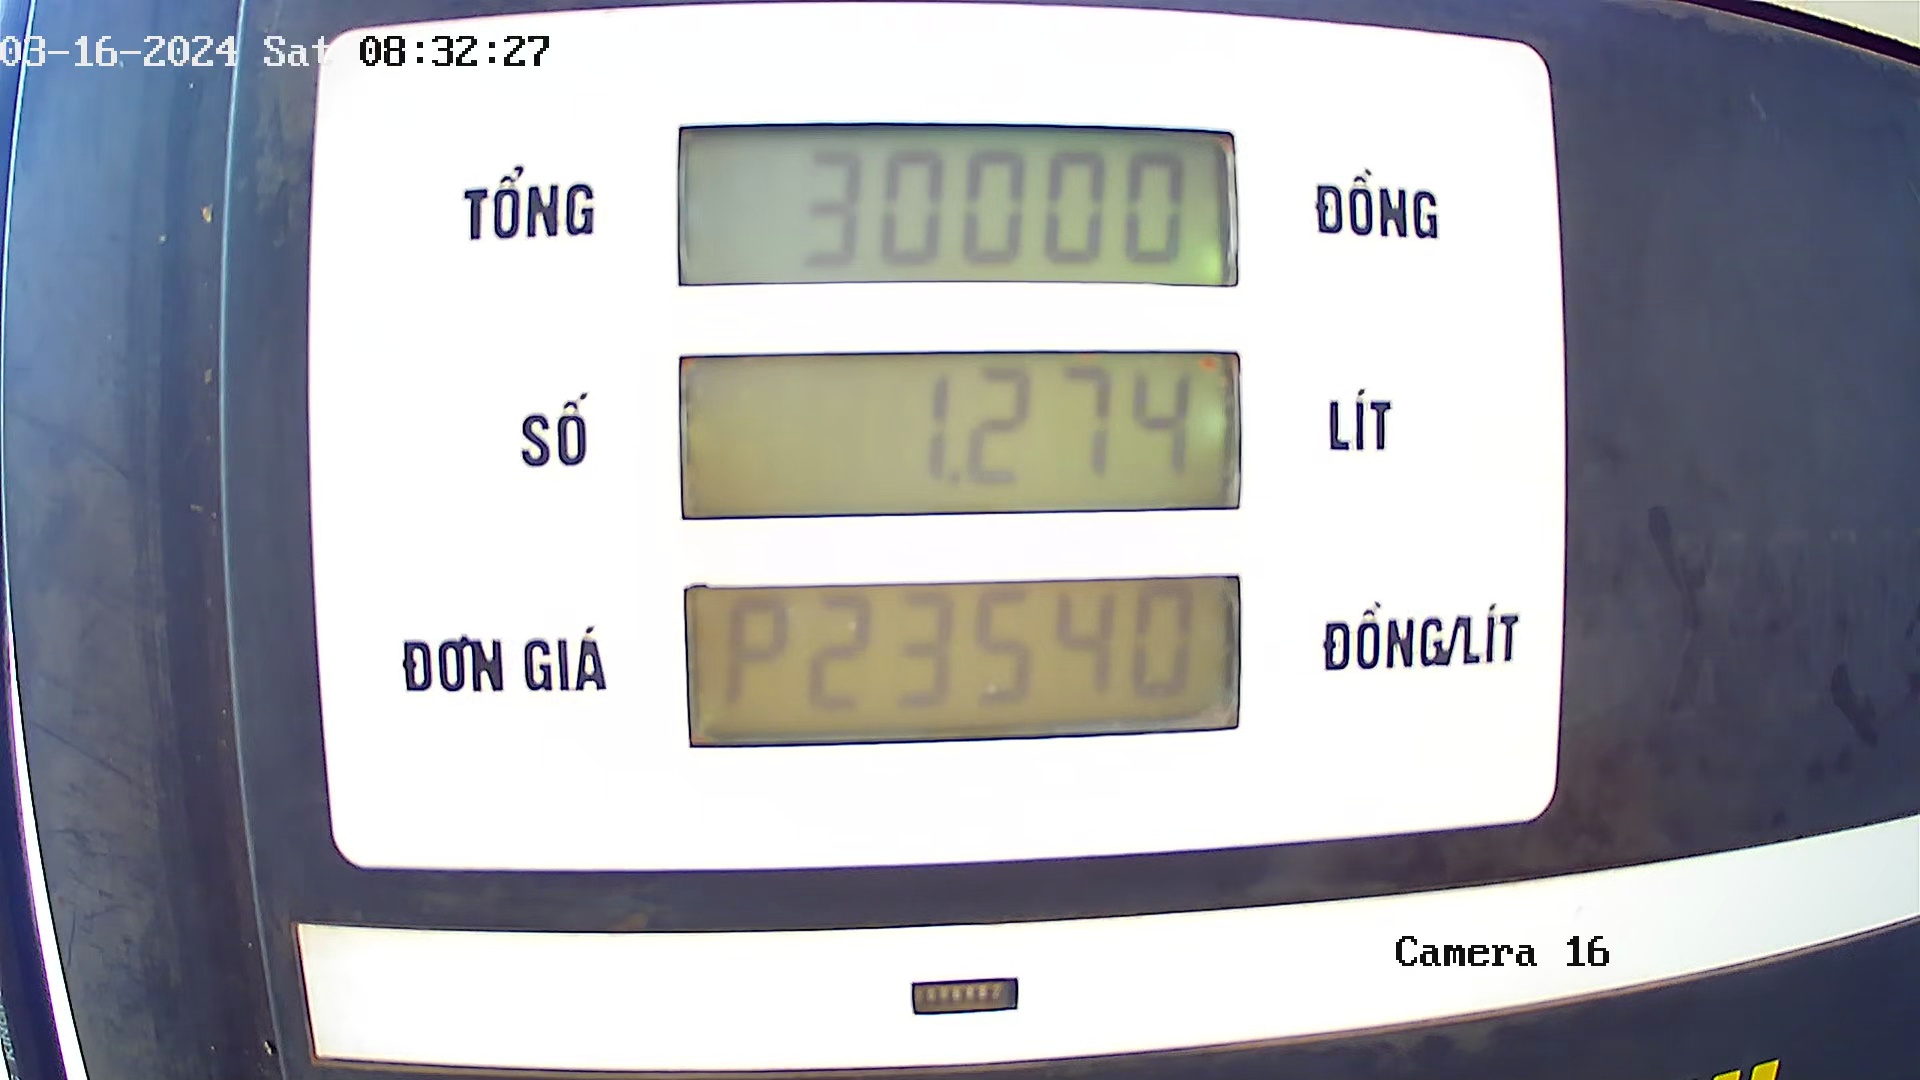 03-16-2024 Sat 08:32:27
TỔNG 30000 ĐỒNG
SỐ 1.274 LÍT
ĐƠN GIÁ P23540 ĐỒNG/LÍT
Camera 16